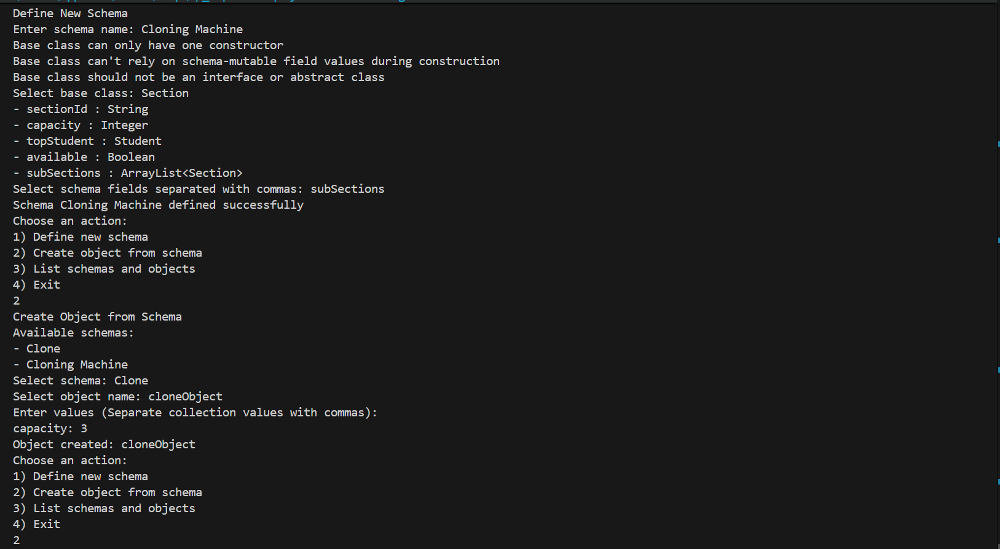 Define New Schema
Enter schema name: Cloning Machine
Base class can only have one constructor
Base class can't rely on schema-mutable field values during construction
Base class should not be an interface or abstract class
Select base class: Section
- sectionId : String
- capacity : Integer
- topStudent : Student
- available : Boolean
- subSections : ArrayList<Section>
Select schema fields separated with commas: subSections
Schema Cloning Machine defined successfully
Choose an action:
1) Define new schema
2) Create object from schema
3) List schemas and objects
4) Exit
2
Create Object from Schema
Available schemas:
- Clone
- Cloning Machine
Select schema: Clone
Select object name: cloneObject
Enter values (Separate collection values with commas):
capacity: 3
Object created: cloneObject
Choose an action:
1) Define new schema
2) Create object from schema
3) List schemas and objects
4) Exit
2